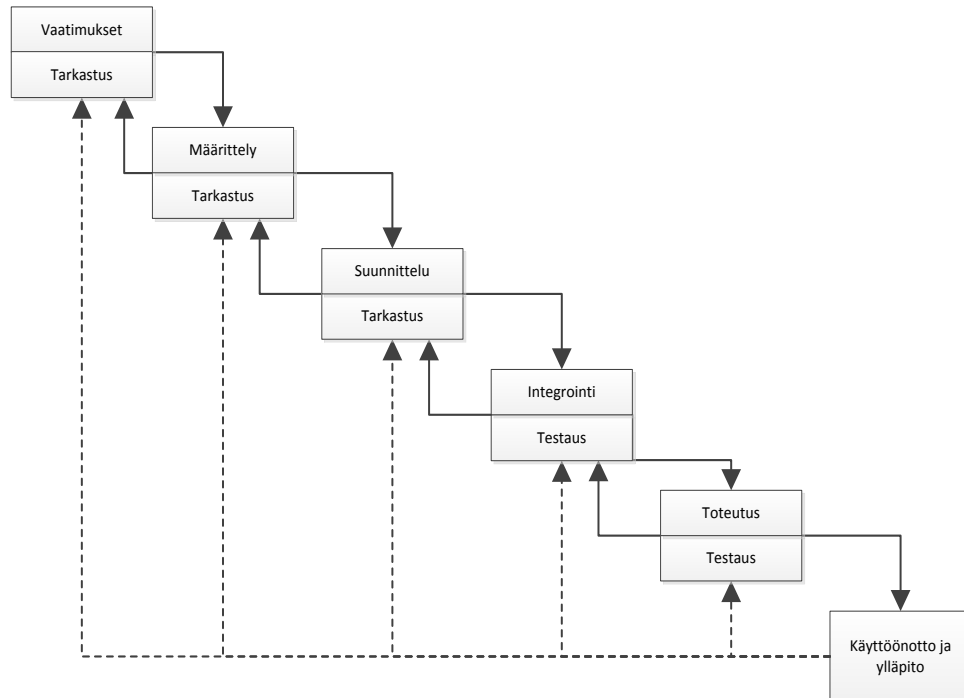 Vaatimukset
Tarkastus
Määrittely
Tarkastus
Suunnittelu
Tarkastus
Integrointi
Testaus
Toteutus
Testaus
Käyttöönotto ja
ylläpito